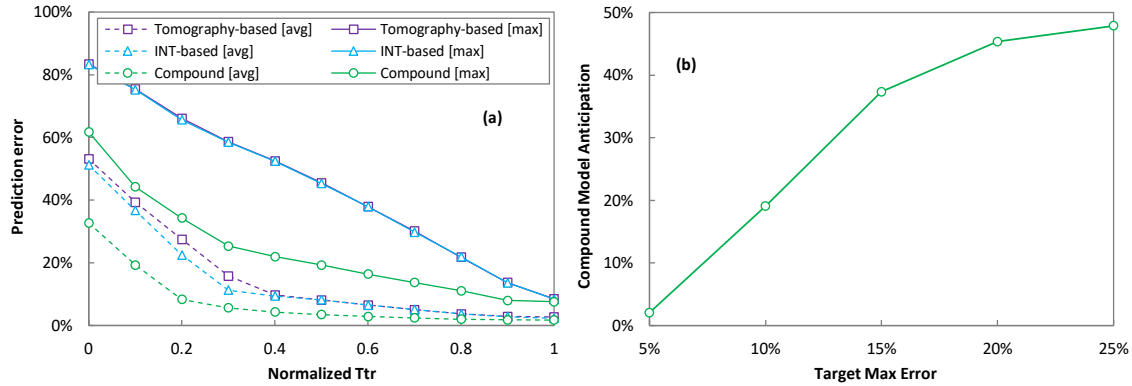 100%
80%
60%
40%
20%
0%
Prediction error
Tomography-based [avg]
Tomography-based [max]
INT-based [avg]
INT-based [max]
Compound [avg]
Compound [max]
(a)
0
0.2
0.4
0.6
0.8
1
Normalized Ttr
50%
40%
30%
20%
10%
0%
Compound Model Anticipation
(b)
5%
10%
15%
20%
25%
Target Max Error